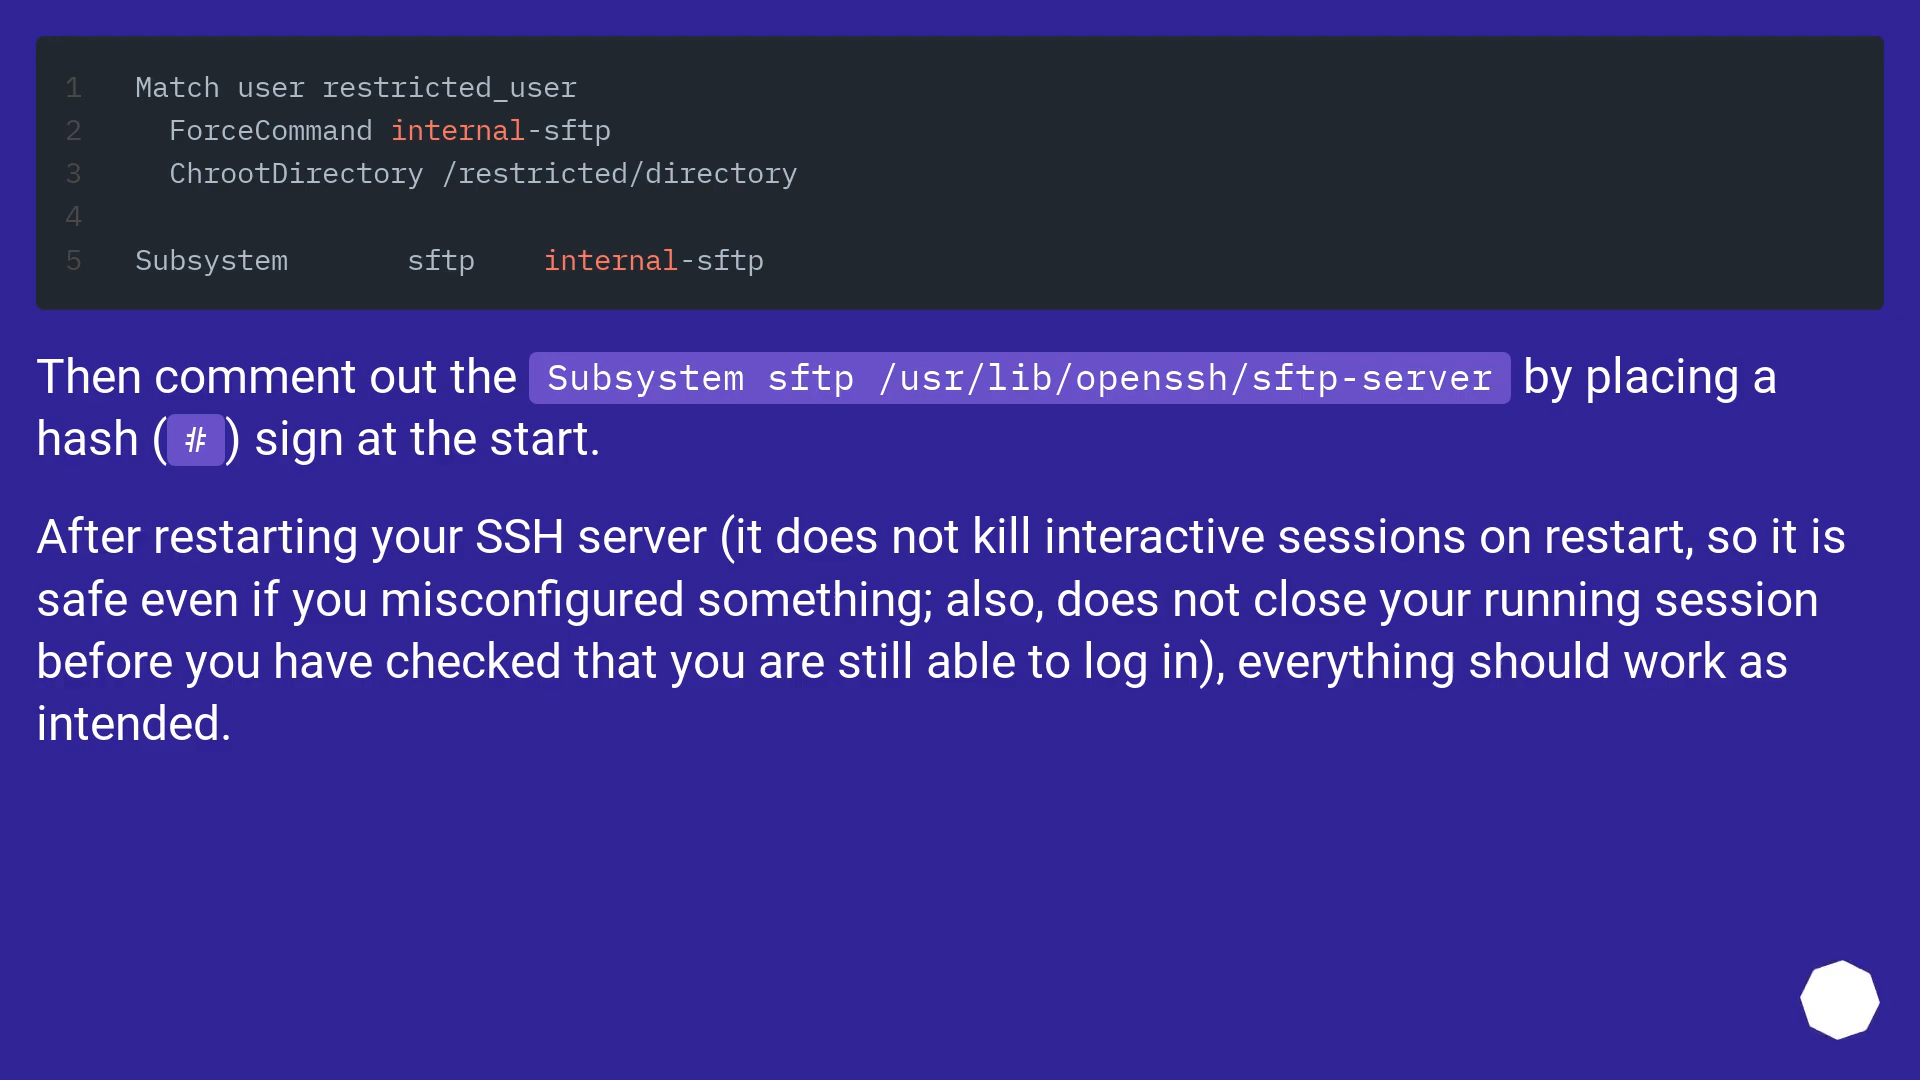 1 Match user restricted_user
2 ForceCommand internal-sftp
3 ChrootDirectory /restricted/directory
4
5 Subsystem sftp internal-sftp
Then comment out the Subsystem sftp /usr/lib/openssh/sftp-server by placing a
hash (#) sign at the start.
After restarting your SSH server (it does not kill interactive sessions on restart, so it is
safe even if you misconfigured something; also, does not close your running session
before you have checked that you are still able to log in), everything should work as
intended.